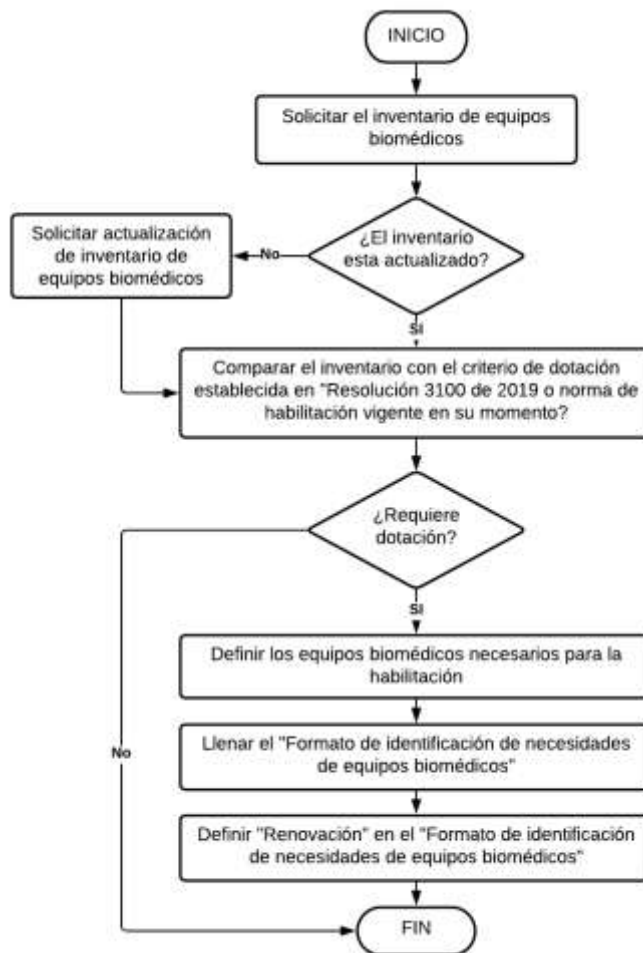 INICIO
Solicitar el inventario de equipos
biomédicos
¿El inventario
esta actualizado?
No
Solicitar actualización
de inventario de
equipos biomédicos
SI
Comparar el inventario con el criterio de dotación
establecida en "Resolución 3100 de 2019 o norma de
habilitación vigente en su momento?
¿Requiere
dotación?
SI
Definir los equipos biomédicos necesarios para la
habilitación
No
Llenar el "Formato de identificación de necesidades
de equipos biomédicos"
Definir "Renovación" en el "Formato de identificación
de necesidades de equipos biomédicos"
FIN